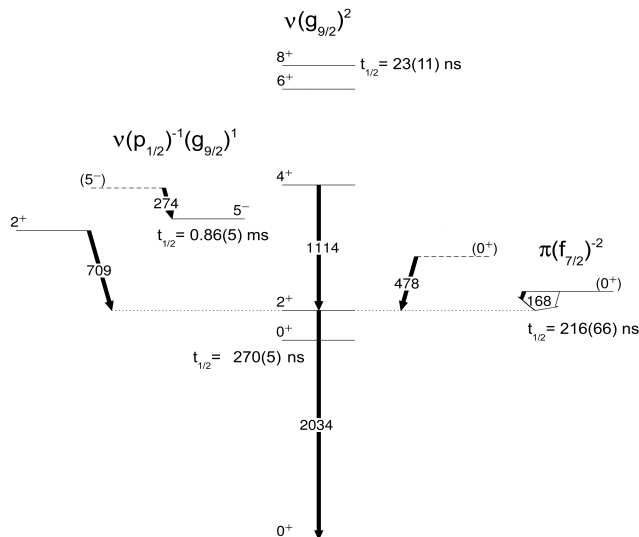 ν(g9/2)²
8⁺
t1/2= 23(11) ns
6⁺
ν(p1/2)⁻¹(g9/2)¹
(5⁻)
4⁺
274
5⁻
2⁺
t1/2= 0.86(5) ms
709
1114
(0⁺)
π(f7/2)⁻²
478
(0⁺)
168
2⁺
t1/2= 216(66) ns
0⁺
t1/2= 270(5) ns
2034
0⁺